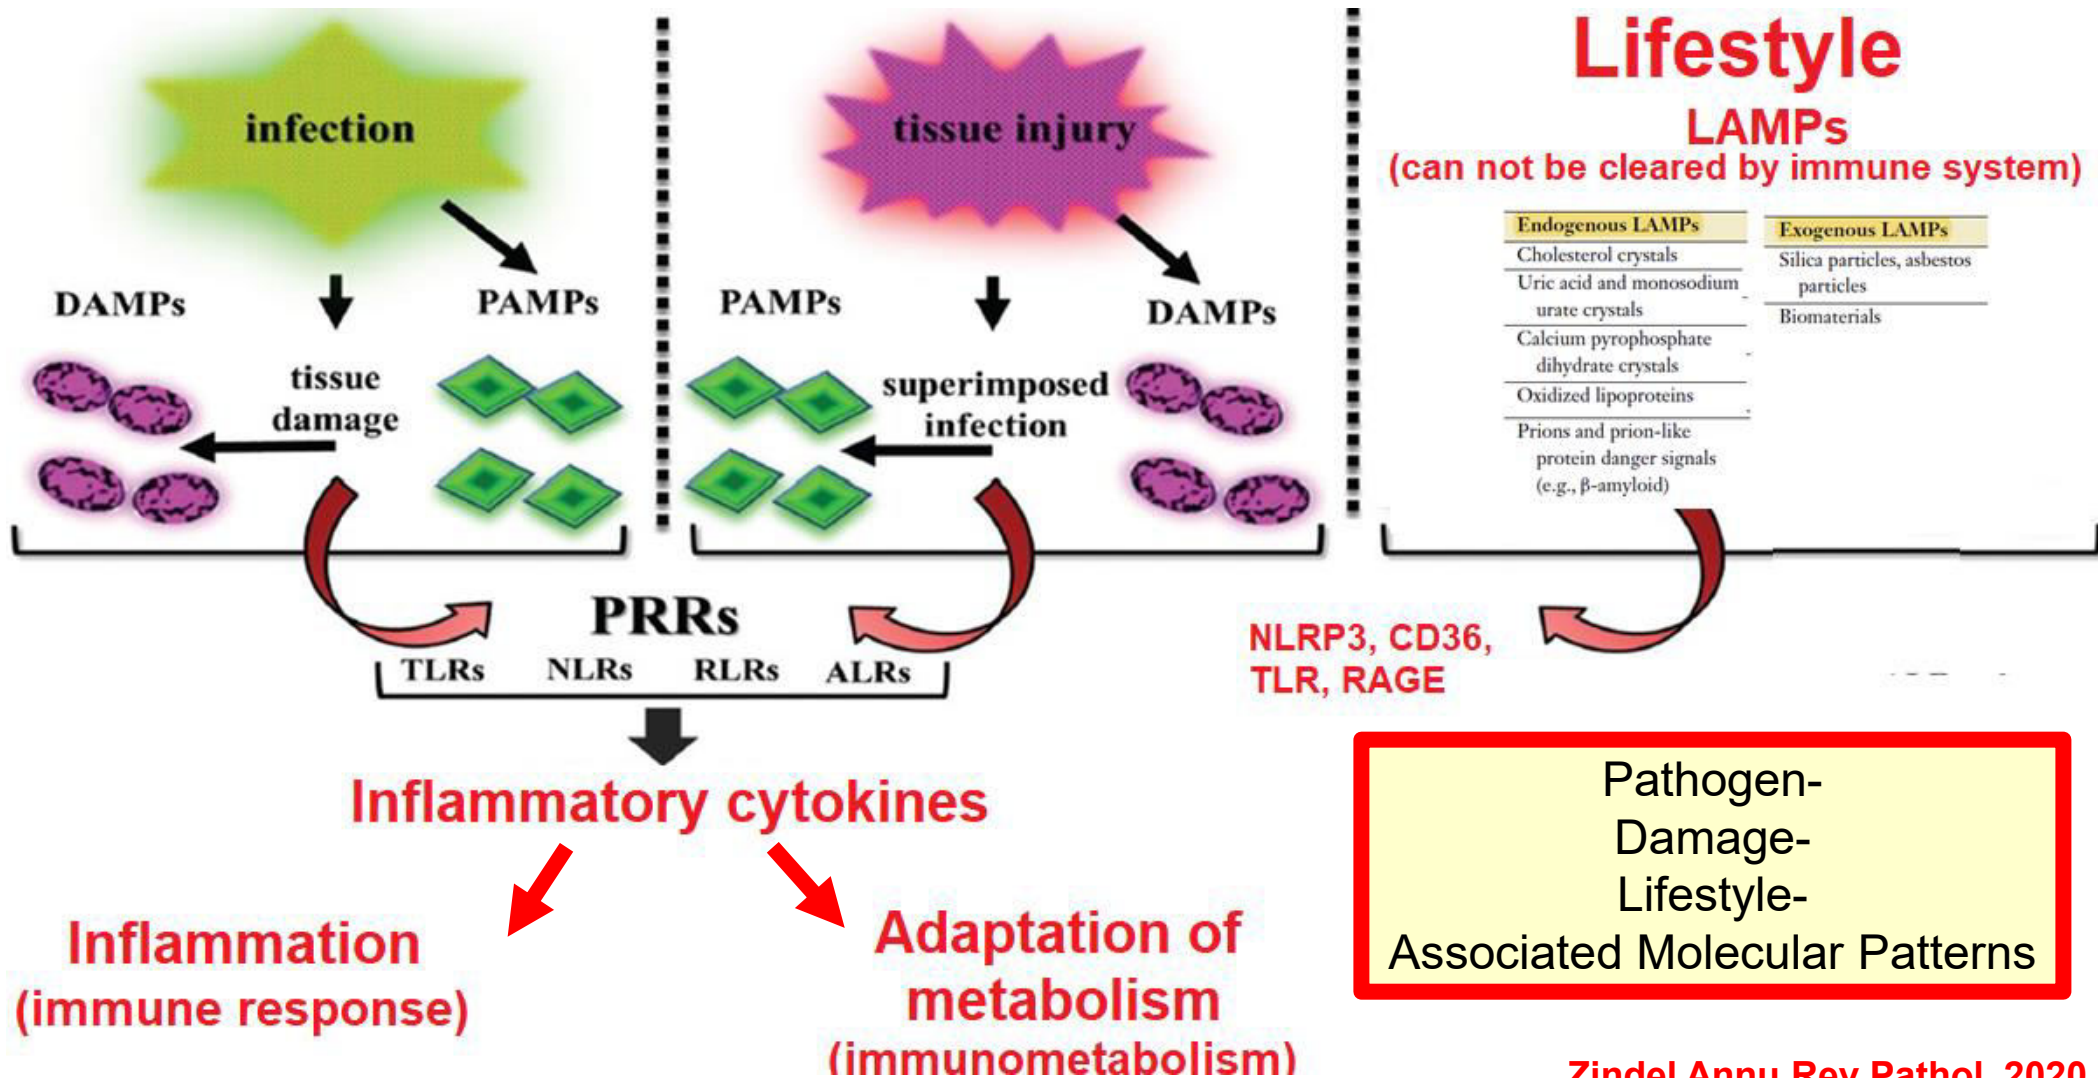 infection
DAMPs
PAMPs
tissue
damage
tissue injury
PAMPs
DAMPs
superimposed
infection
Lifestyle
LAMPs
(can not be cleared by immune system)
Endogenous LAMPs
Cholesterol crystals
Uric acid and monosodium
urate crystals
Calcium pyrophosphate
dihydrate crystals
Oxidized lipoproteins
Prions and prion-like
protein danger signals
(e.g., β-amyloid)
Exogenous LAMPs
Silica particles, asbestos
particles
Biomaterials
PRRs
TLRs NLRs RLRs ALRs
NLRP3, CD36,
TLR, RAGE
Inflammatory cytokines
Inflammation
(immune response)
Adaptation of
metabolism
(immunometabolism)
Pathogen-
Damage-
Lifestyle-
Associated Molecular Patterns
Zindel Annu Rev Pathol. 2020